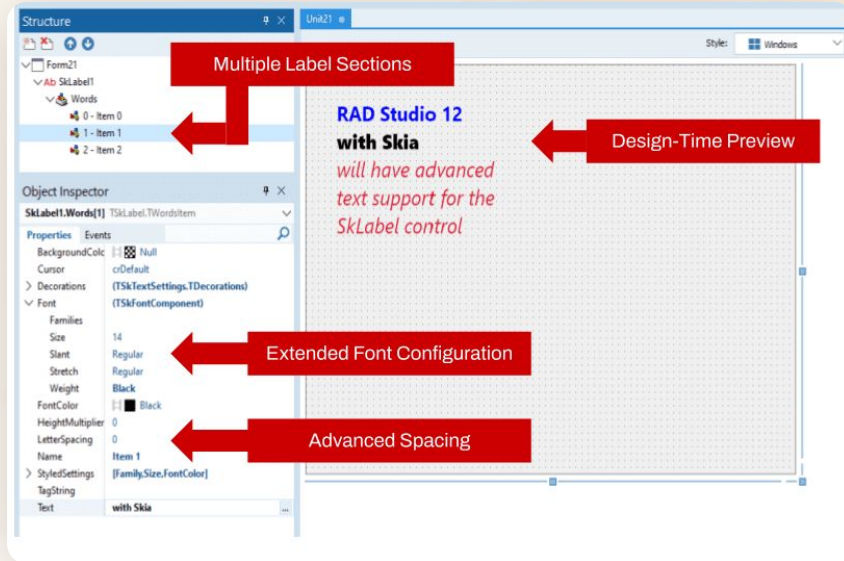 Structure
Form21
Ab SkLabel1
Words
0 - Item 0
1 - Item 1
2 - Item 2
Multiple Label Sections
Object Inspector
SkLabel1.Words[1] TSkLabel.TWordsItem
Properties Events
BackgroundColc Null
Cursor crDefault
Decorations (TSkTextSettings.TDecorations)
Font (TSkFontComponent)
Families
Size 14
Slant Regular
Stretch Regular
Weight Black
FontColor Black
HeightMultiplier 0
LetterSpacing 0
Name Item 1
StyledSettings [Family,Size,FontColor]
TagString
Text with Skia ...
Extended Font Configuration
Advanced Spacing
Unit21
Style: Windows
RAD Studio 12
with Skia
will have advanced
text support for the
SkLabel control
Design-Time Preview